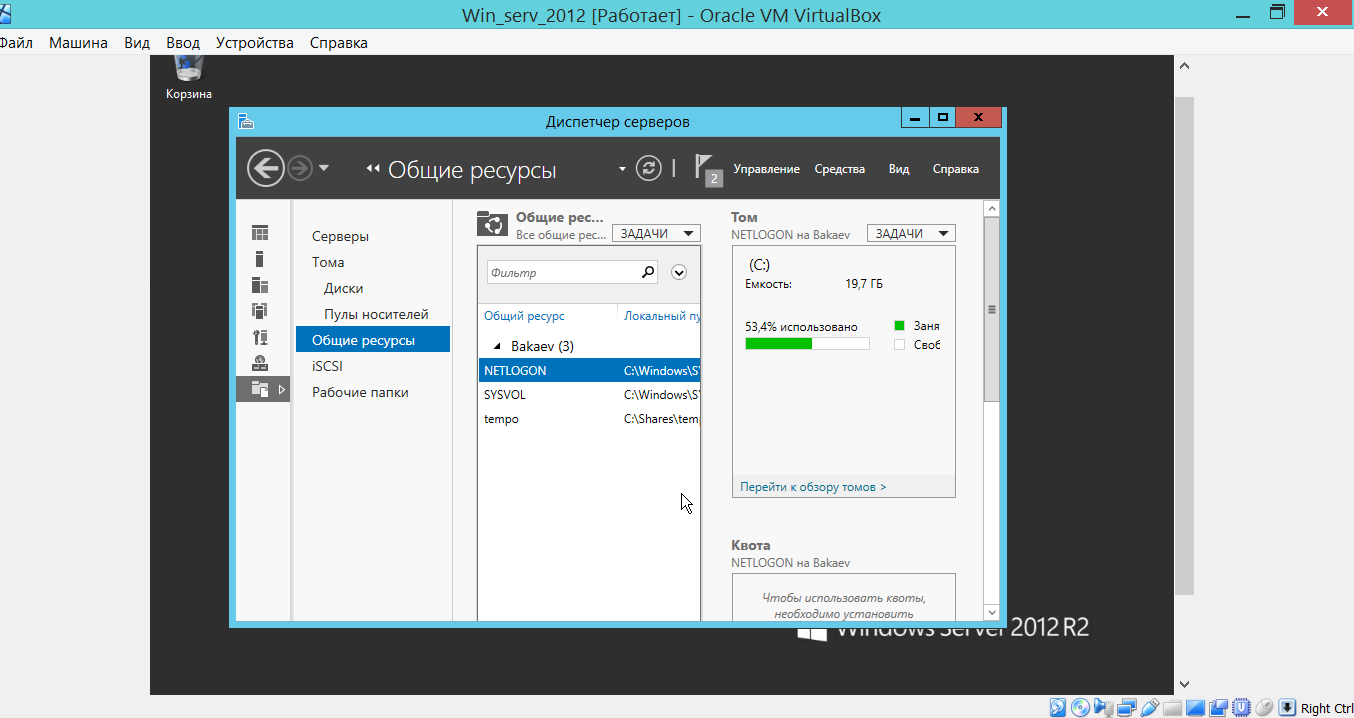 Win_serv_2012 [Работает] - Oracle VM VirtualBox
Файл Машина Вид Ввод Устройства Справка
Корзина
Диспетчер серверов
Общие ресурсы
2
Управление Средства Вид Справка
Серверы
Тома
Диски
Пулы носителей
Общие ресурсы
iSCSI
Рабочие папки
Общие рес...
Все общие рес...
ЗАДАЧИ
Фильтр
Общий ресурс Локальный пу
Bakaev (3)
NETLOGON C:\Windows\SY
SYSVOL C:\Windows\SY
tempo C:\Shares\temp
Том
NETLOGON на Bakaev
ЗАДАЧИ
(C:)
Емкость: 19,7 ГБ
53,4% использовано
Заня
Своб
Перейти к обзору томов >
Квота
NETLOGON на Bakaev
Чтобы использовать квоты,
необходимо установить
Windows Server 2012 R2
Right Ctrl